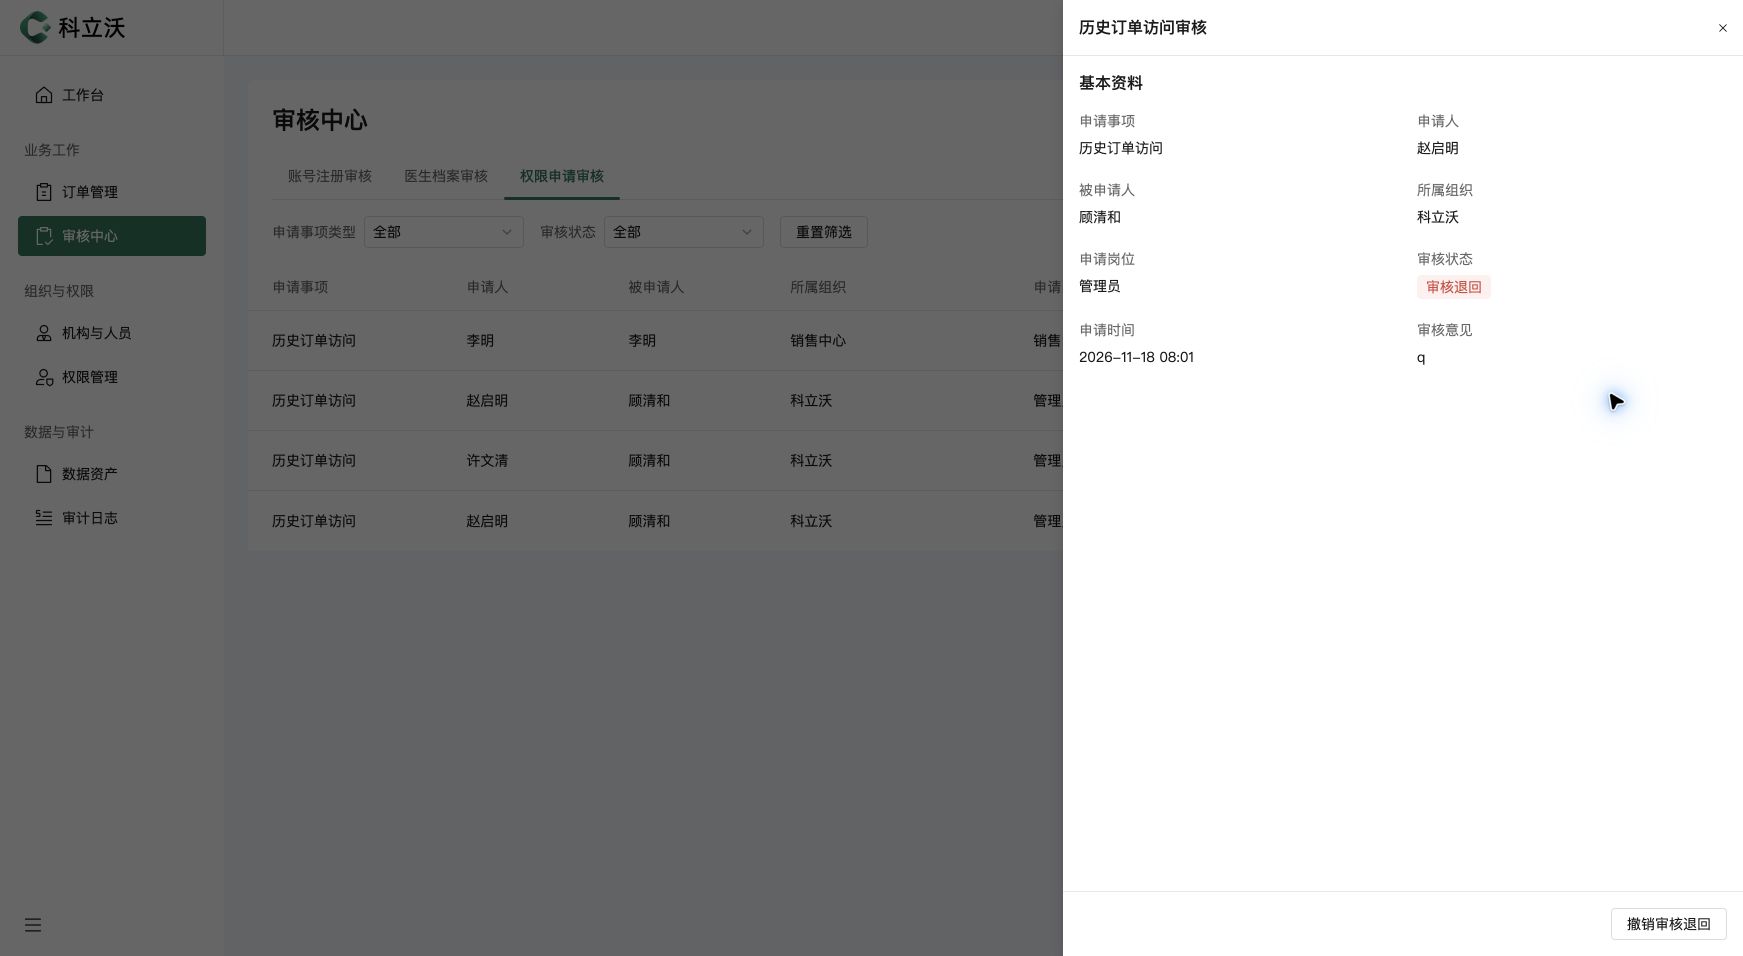 科立沃
工作台
业务工作
订单管理
审核中心
组织与权限
机构与人员
权限管理
数据与审计
数据资产
审计日志
审核中心
账号注册审核 医生档案审核 权限申请审核
申请事项类型 全部 审核状态 全部 重置筛选
申请事项 申请人 被申请人 所属组织 申请
历史订单访问 李明 李明 销售中心 销售
历史订单访问 赵启明 顾清和 科立沃 管理
历史订单访问 许文清 顾清和 科立沃 管理
历史订单访问 赵启明 顾清和 科立沃 管理
历史订单访问审核
基本资料
申请事项 申请人
历史订单访问 赵启明
被申请人 所属组织
顾清和 科立沃
申请岗位 审核状态
管理员 审核退回
申请时间 审核意见
2026-11-18 08:01 q
撤销审核退回